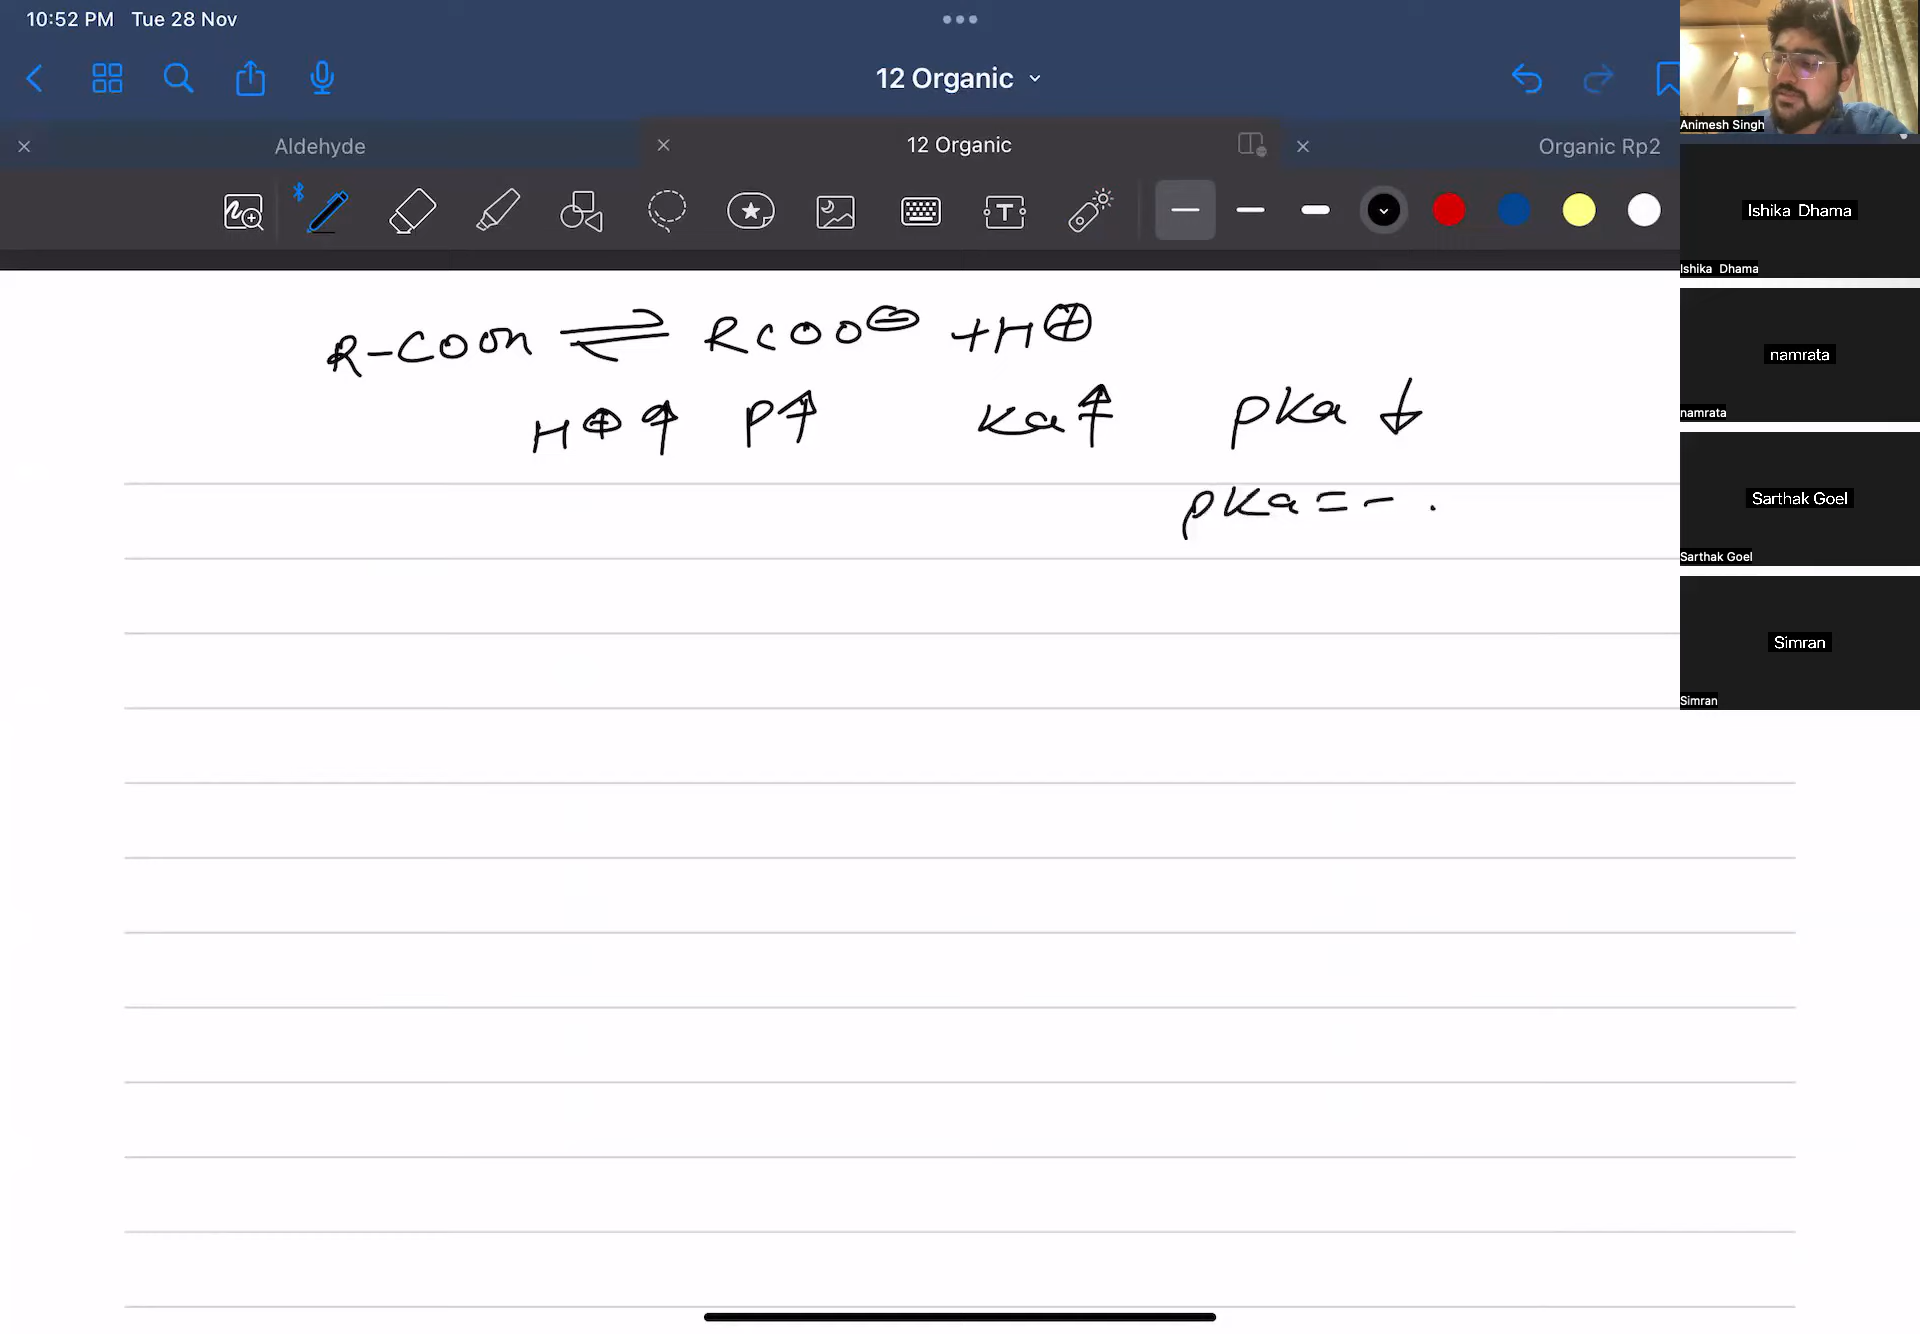 10:52 PM Tue 28 Nov
12 Organic
Aldehyde
12 Organic
Organic Rp2
T
R-COOH ⇌ RCOO⊖ + H⊕
H⊕ ↑ P↑ Ka↑ pKa ↓
pKa = - .
Animesh Singh
Ishika Dhama
Ishika Dhama
namrata
namrata
Sarthak Goel
Sarthak Goel
Simran
Simran